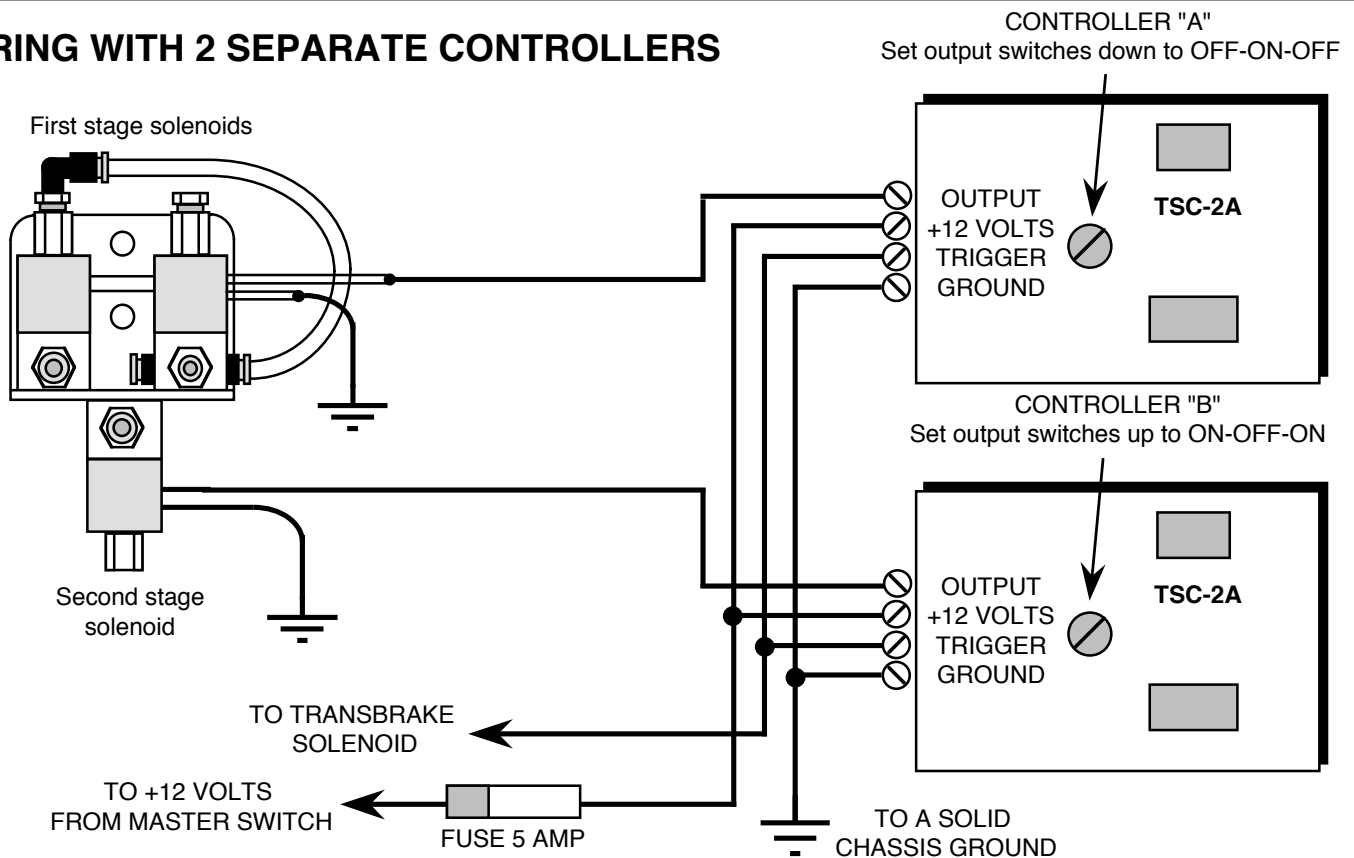 RING WITH 2 SEPARATE CONTROLLERS
CONTROLLER "A"
Set output switches down to OFF-ON-OFF
First stage solenoids
OUTPUT
+12 VOLTS
TRIGGER
GROUND
TSC-2A
CONTROLLER "B"
Set output switches up to ON-OFF-ON
OUTPUT
+12 VOLTS
TRIGGER
GROUND
TSC-2A
Second stage
solenoid
TO TRANSBRAKE
SOLENOID
TO +12 VOLTS
FROM MASTER SWITCH
FUSE 5 AMP
TO A SOLID
CHASSIS GROUND